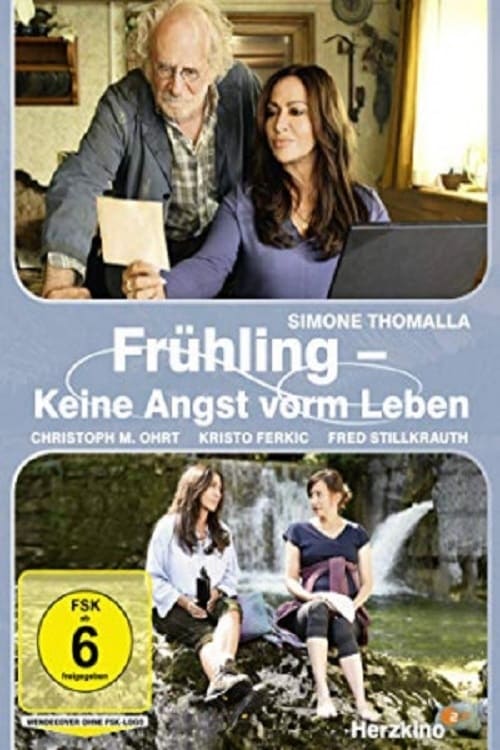 SIMONE THOMALLA
Frühling –
Keine Angst vorm Leben
CHRISTOPH M. OHRT KRISTO FERKIC FRED STILLKRAUTH
FSK
ab
6
freigegeben
WENDECOVER OHNE FSK-LOGO
Herzkino
ZDF